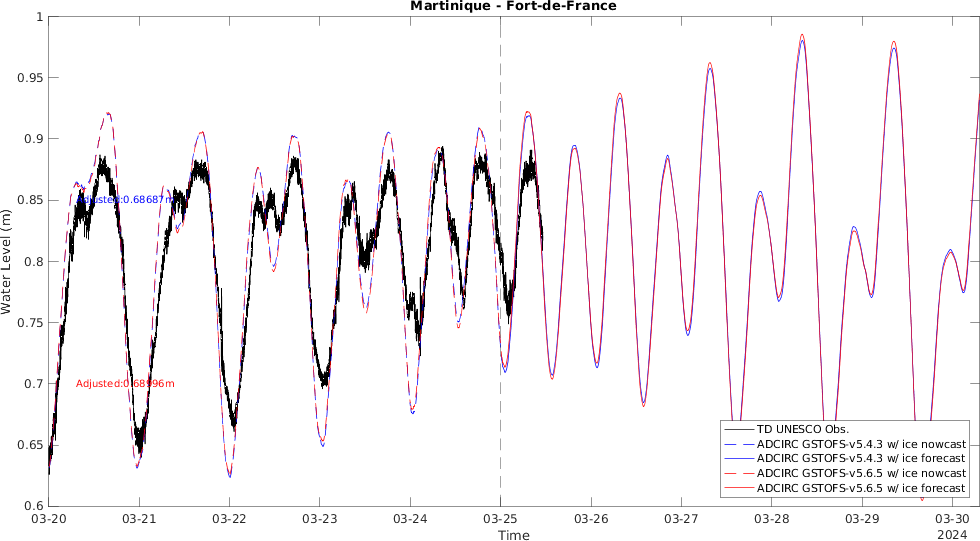 Martinique - Fort-de-France
1
0.95
0.9
0.85
0.8
0.75
0.7
0.65
0.6
Water Level (m)
Adjusted:0.68687m
Adjusted:0.68996m
TD UNESCO Obs.
ADCIRC GSTOFS-v5.4.3 w/ ice nowcast
ADCIRC GSTOFS-v5.4.3 w/ ice forecast
ADCIRC GSTOFS-v5.6.5 w/ ice nowcast
ADCIRC GSTOFS-v5.6.5 w/ ice forecast
03-20 03-21 03-22 03-23 03-24 03-25 03-26 03-27 03-28 03-29 03-30
2024
Time